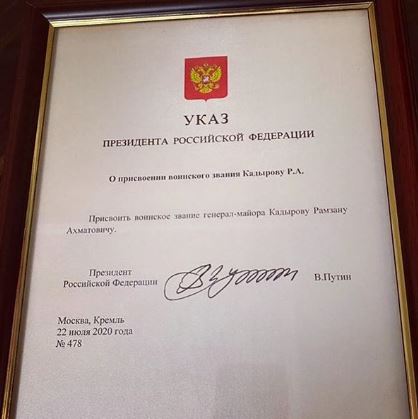 УКАЗ
ПРЕЗИДЕНТА РОССИЙСКОЙ ФЕДЕРАЦИИ
О присвоении воинского звания Кадырову Р.А.
Присвоить воинское звание генерал-майора Кадырову Рамзану
Ахматовичу.
Президент
Российской Федерации
В.Путин
Москва, Кремль
22 июля 2020 года
№ 478